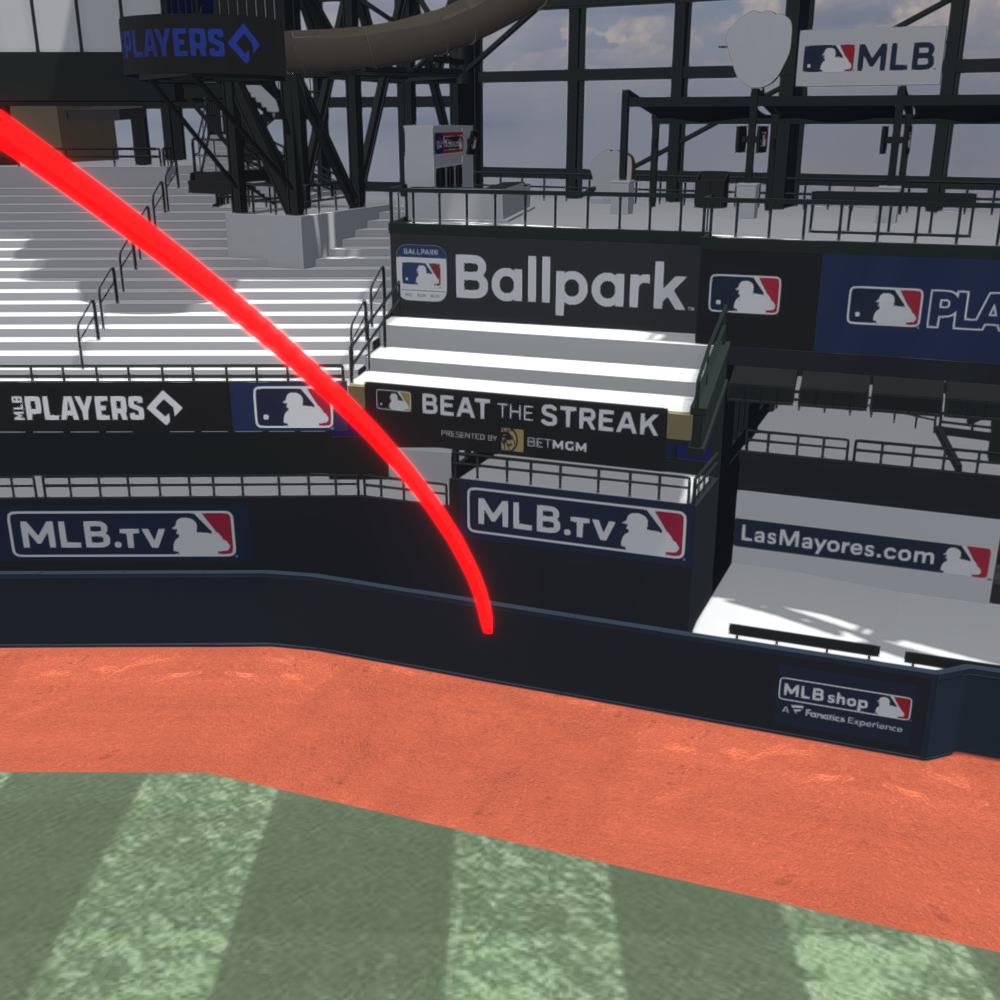 PLAYERS
MLB
BALLPARK
Ballpark™
PLA
MLB PLAYERS
BEAT THE STREAK
PRESENTED BY BETMGM
MLB.TV
MLB.TV
LasMayores.com
MLB shop
A Fanatics Experience